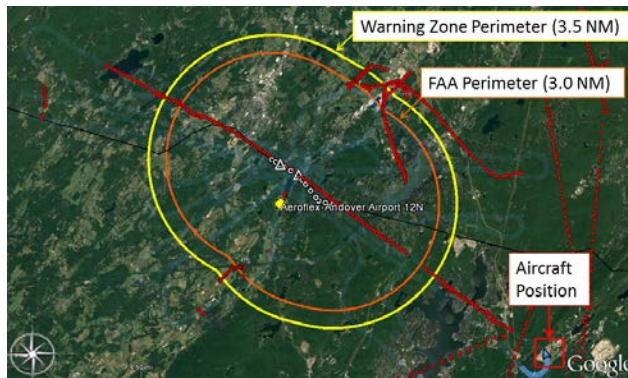 Warning Zone Perimeter (3.5 NM)
FAA Perimeter (3.0 NM)
Aeroflex-Andover Airport 12N
Aircraft
Position
Google